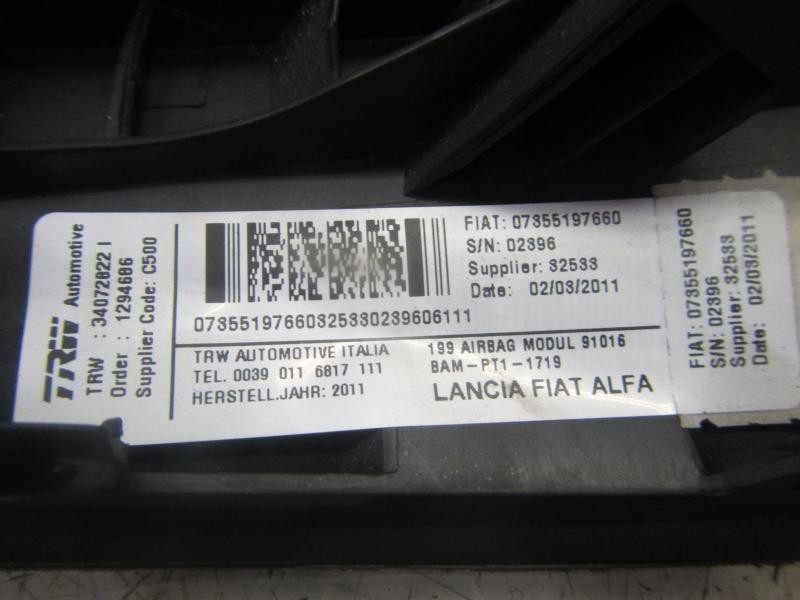 TRW Automotive
TRW : 34072822 I
Order : 1294686
Supplier Code: C500
FIAT: 07355197660
S/N: 02396
Supplier: 32533
Date: 02/03/2011
07355197660325330239606111
TRW AUTOMOTIVE ITALIA
TEL. 0039 011 6817 111
HERSTELL.JAHR: 2011
199 AIRBAG MODUL 91016
BAM-PT1-1719
LANCIA FIAT ALFA
FIAT: 07355197660
S/N: 02396
Supplier: 32533
Date: 02/03/2011